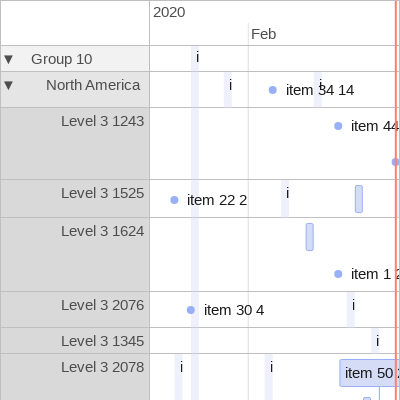 2020
Feb
▼ Group 10 i
▼ North America i item 34 14 i
Level 3 1243 item 44
Level 3 1525 item 22 2 i
Level 3 1624
item 1 2
Level 3 2076 item 30 4 i
Level 3 1345 i
Level 3 2078 i i item 50 2